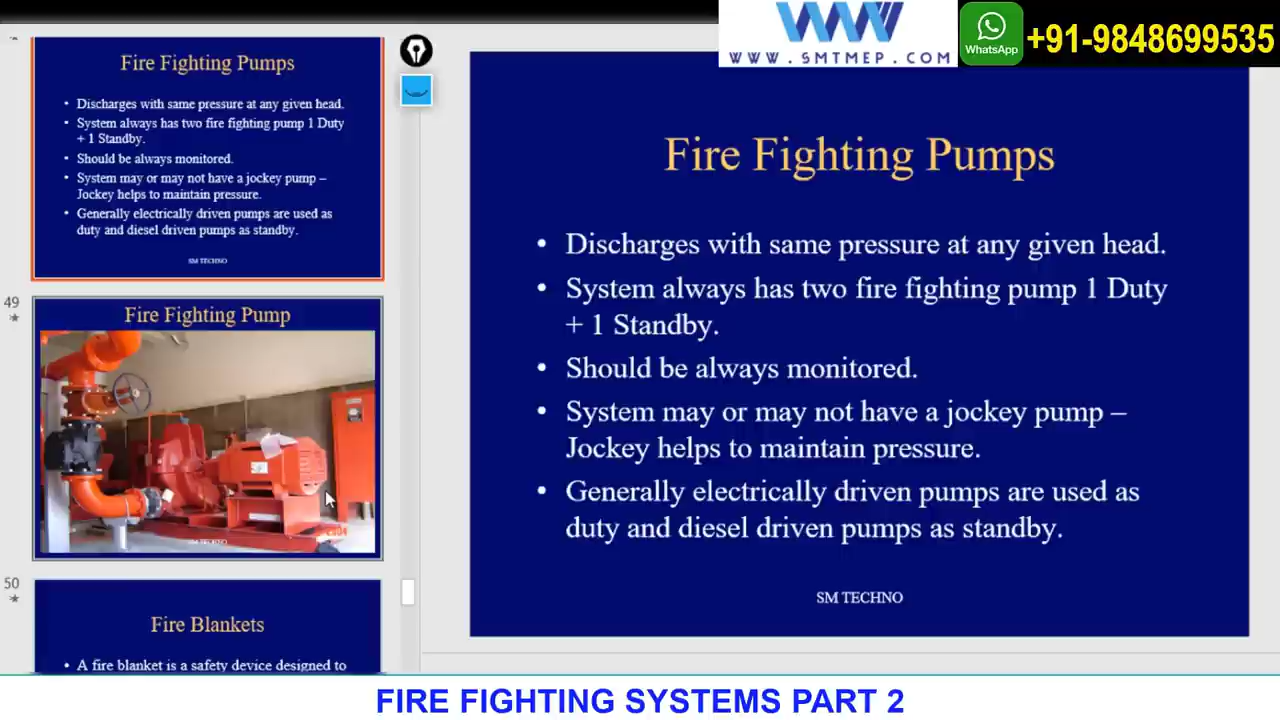 WWW.SMTMEP.COM
WhatsApp
+91-9848699535
Fire Fighting Pumps
• Discharges with same pressure at any given head.
• System always has two fire fighting pump 1 Duty
+ 1 Standby.
• Should be always monitored.
• System may or may not have a jockey pump –
Jockey helps to maintain pressure.
• Generally electrically driven pumps are used as
duty and diesel driven pumps as standby.
SM TECHNO
49
Fire Fighting Pump
SM TECHNO
50
Fire Blankets
• A fire blanket is a safety device designed to
Fire Fighting Pumps
• Discharges with same pressure at any given head.
• System always has two fire fighting pump 1 Duty
+ 1 Standby.
• Should be always monitored.
• System may or may not have a jockey pump –
Jockey helps to maintain pressure.
• Generally electrically driven pumps are used as
duty and diesel driven pumps as standby.
SM TECHNO
FIRE FIGHTING SYSTEMS PART 2